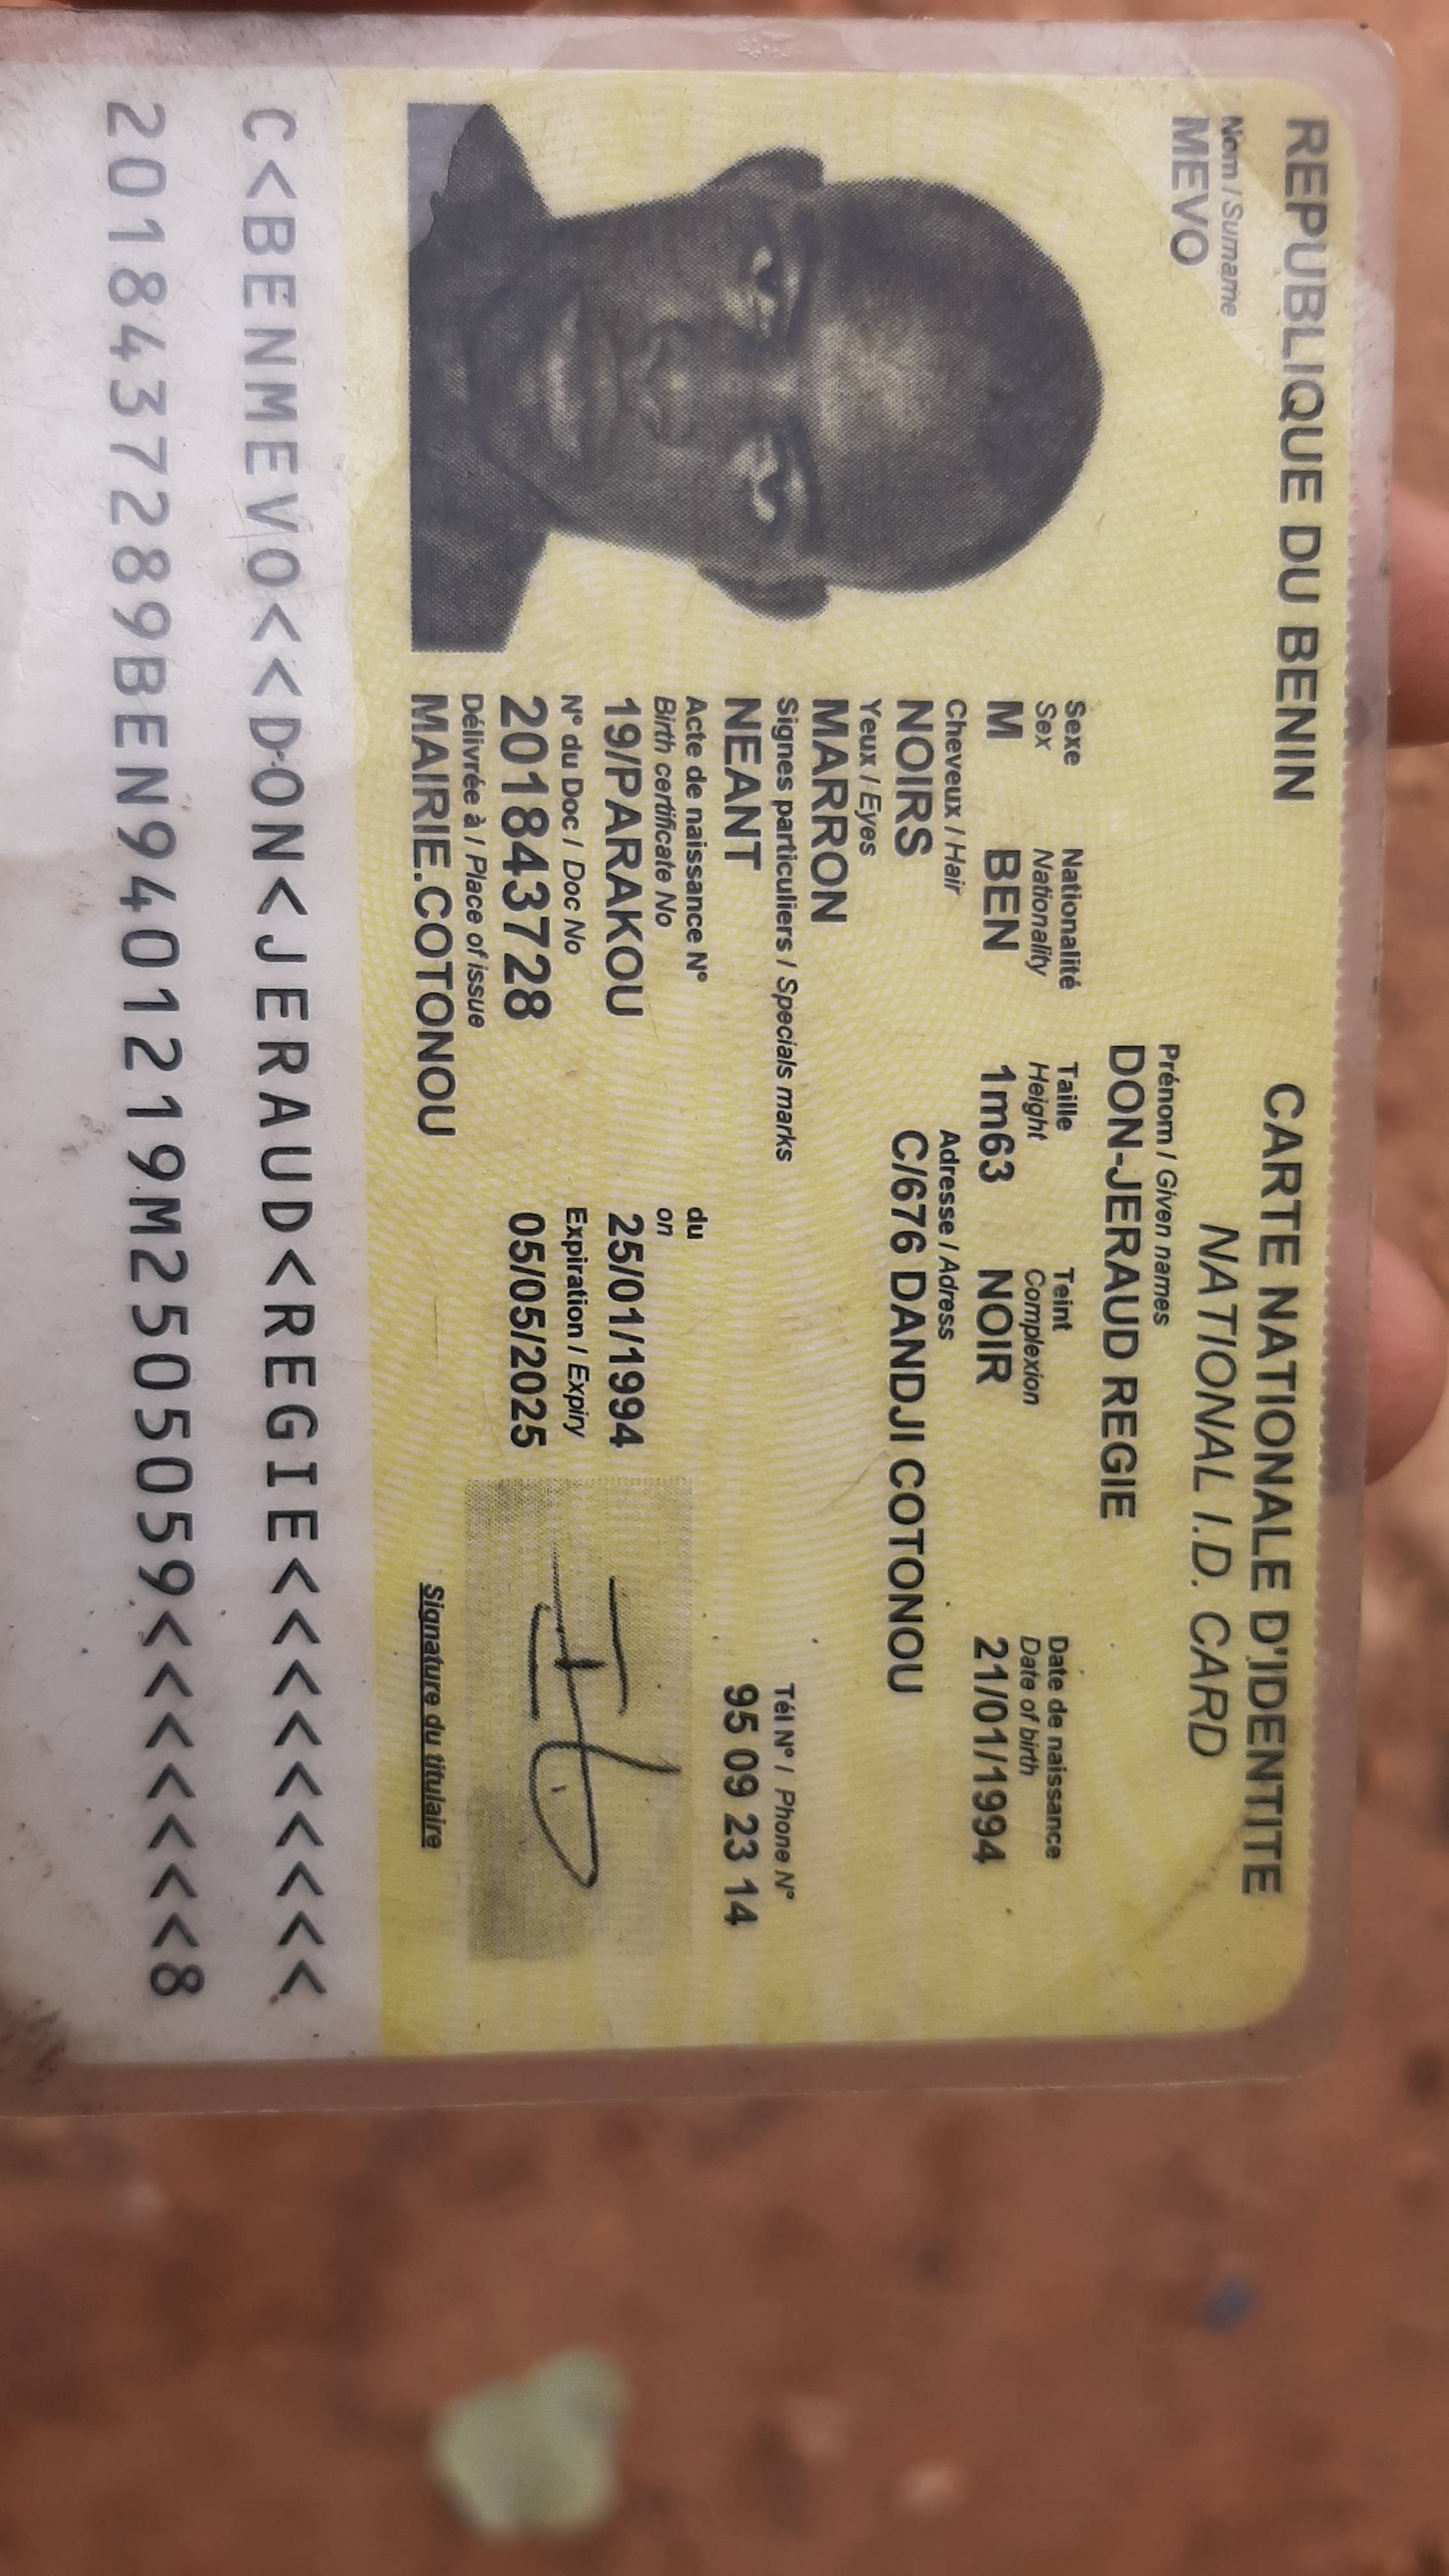 REPUBLIQUE DU BENIN
CARTE NATIONALE D'IDENTITE
NATIONAL I.D. CARD
Nom / Surname
MEVO
Prénom / Given names
DON-JERAUD REGIE
Sexe Nationalité Taille Teint Date de naissance
Sex Nationality Height Complexion Date of birth
M BEN 1m63 NOIR 21/01/1994
Cheveux / Hair Adresse / Adress
NOIRS C/676 DANDJI COTONOU
Yeux / Eyes
MARRON
Signes particuliers / Specials marks Tél N° / Phone N°
NEANT 95 09 23 14
Acte de naissance N° du
Birth certificate No on
19/PARAKOU 25/01/1994
N° du Doc / Doc No Expiration / Expiry
201843728 05/05/2025
Délivrée à / Place of issue
MAIRIE.COTONOU
Signature du titulaire
C<BENMEVO<<DON<JERAUD<REGIE<<<<<<<<<
2018437289BEN9401219M2505059<<<<<<<8